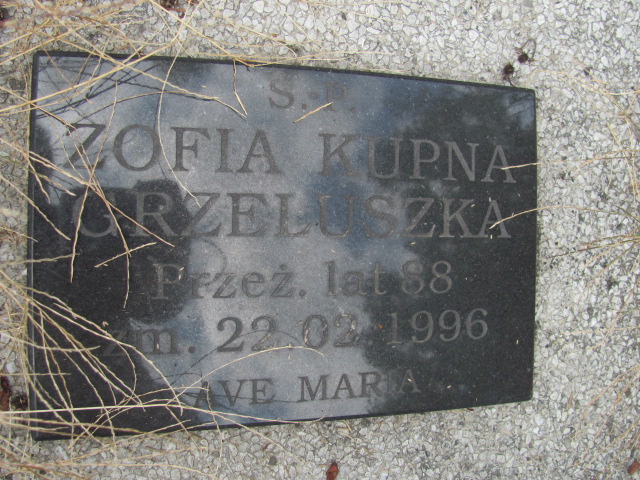 Ś.P.
ZOFIA KUPNA
GRZELUSZKA
Przeż. lat 88
zm. 22.02.1996
AVE MARIA